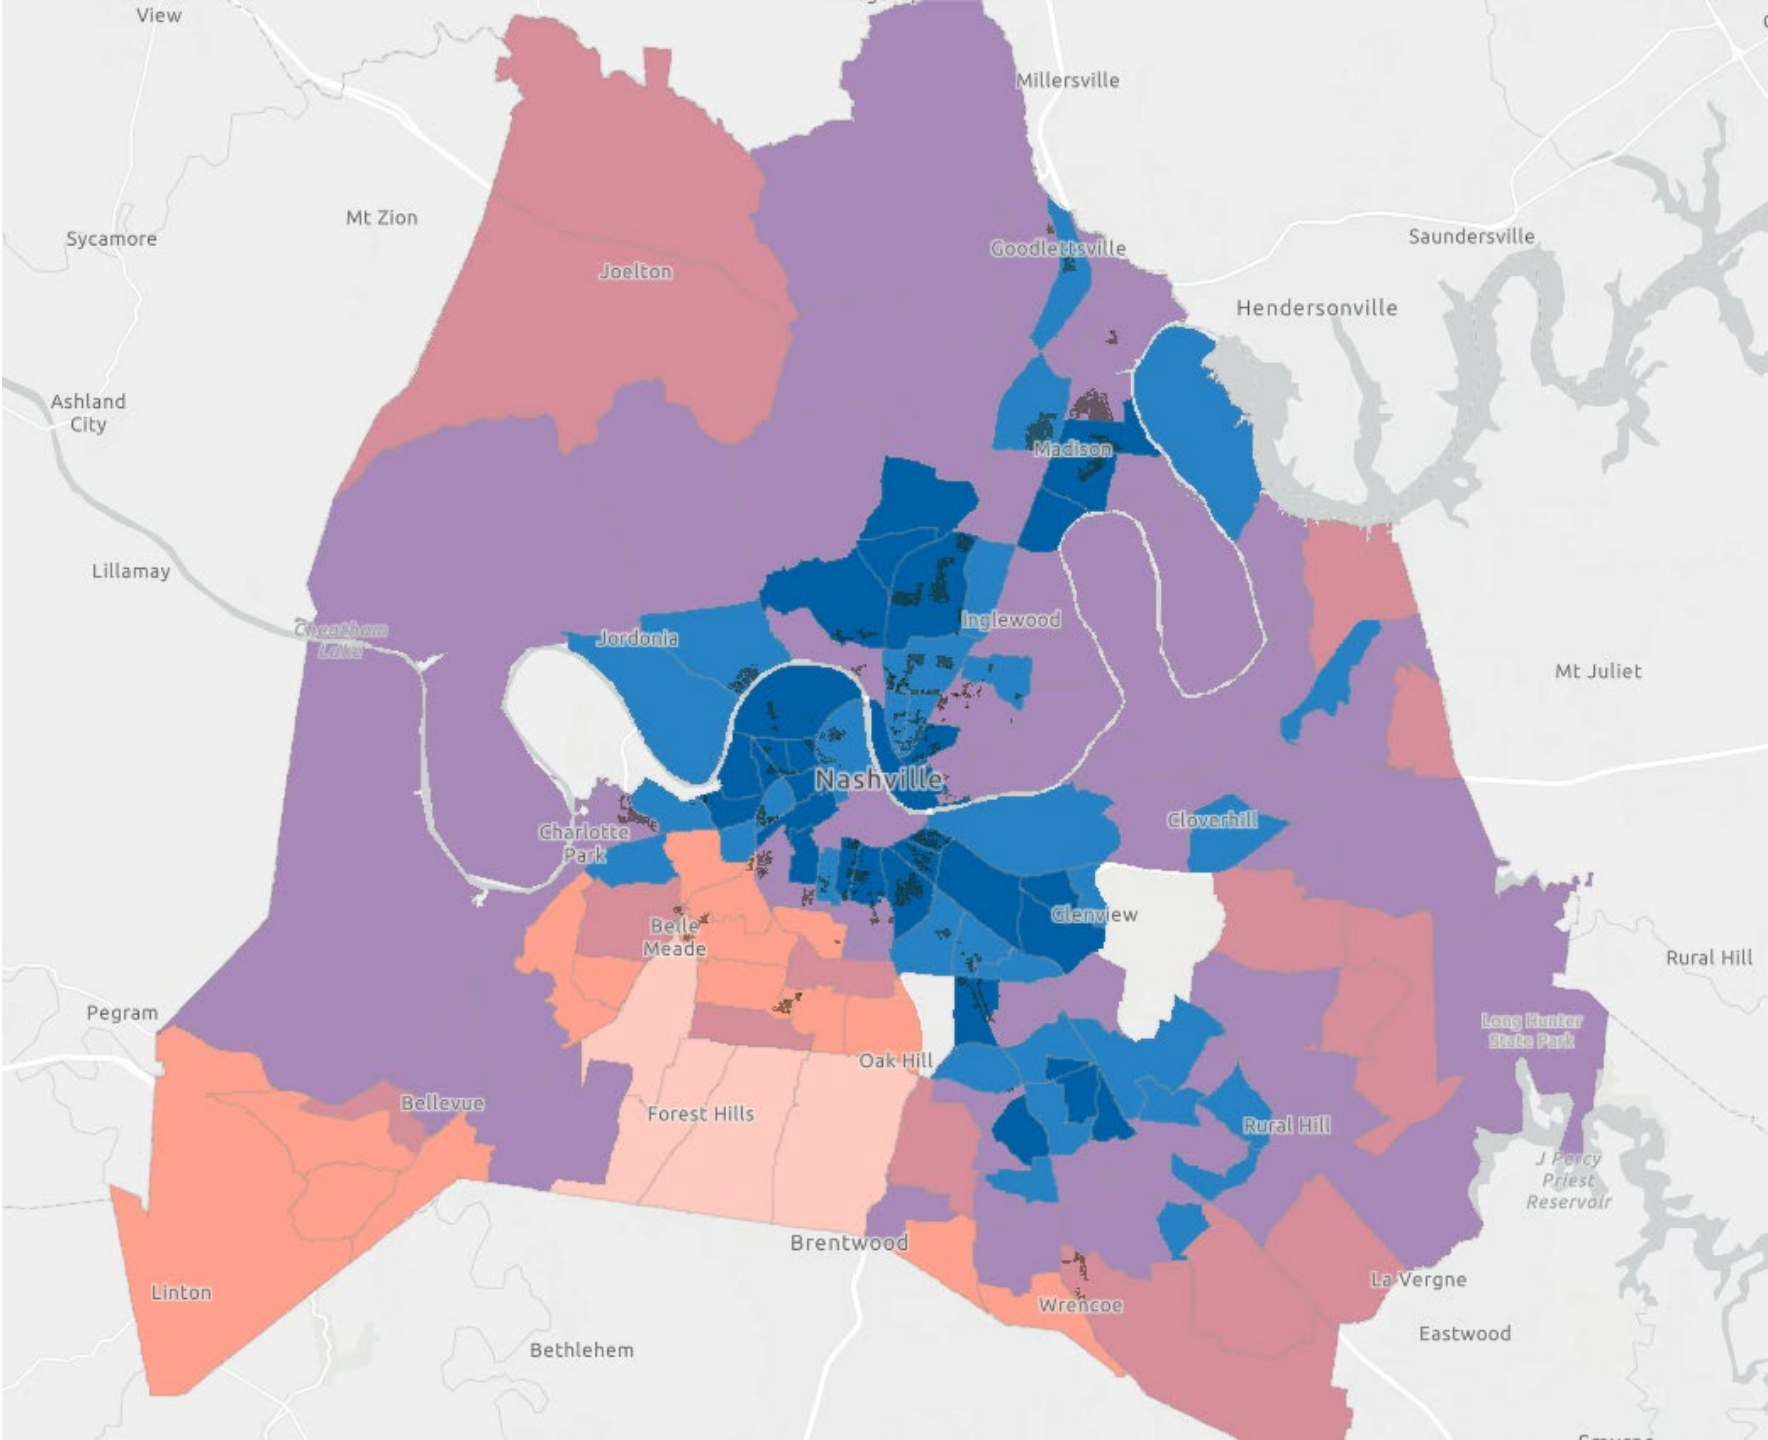 View
Millersville
Mt Zion
Sycamore
Saundersville
Goodlettsville
Joelton
Hendersonville
Ashland
City
Madison
Lillamay
Cheatham
Lake
Jordonia
Inglewood
Mt Juliet
Nashville
Charlotte
Park
Cloverhill
Glenview
Belle
Meade
Rural Hill
Pegram
Long Hunter
State Park
Oak Hill
Bellevue
Forest Hills
Rural Hill
J Percy
Priest
Reservoir
Brentwood
Linton
La Vergne
Wrencoe
Eastwood
Bethlehem